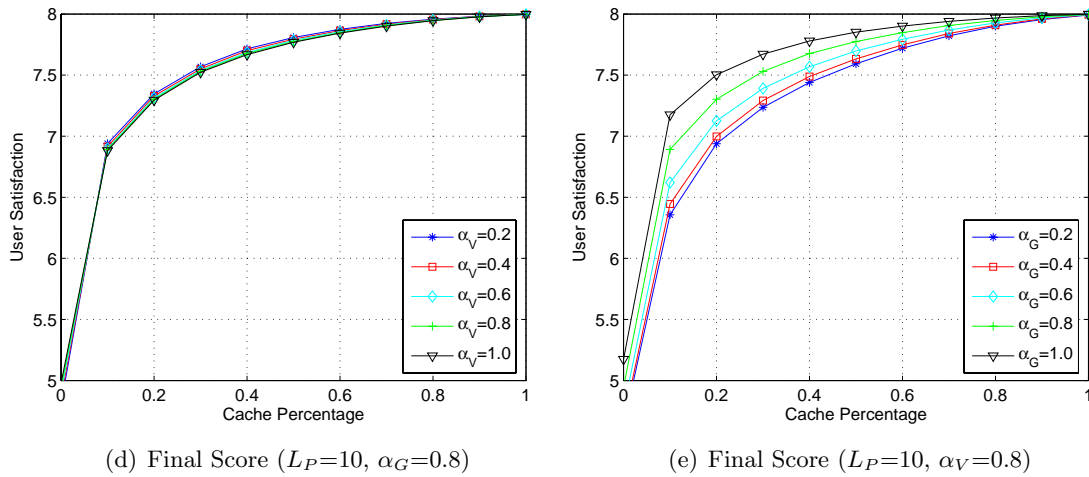 8
7.5
7
6.5
6
5.5
5
0
0.2
0.4
0.6
0.8
1
User Satisfaction
Cache Percentage
α_V=0.2
α_V=0.4
α_V=0.6
α_V=0.8
α_V=1.0
(d) Final Score (L_P=10, α_G=0.8)
8
7.5
7
6.5
6
5.5
5
0
0.2
0.4
0.6
0.8
1
User Satisfaction
Cache Percentage
α_G=0.2
α_G=0.4
α_G=0.6
α_G=0.8
α_G=1.0
(e) Final Score (L_P=10, α_V=0.8)